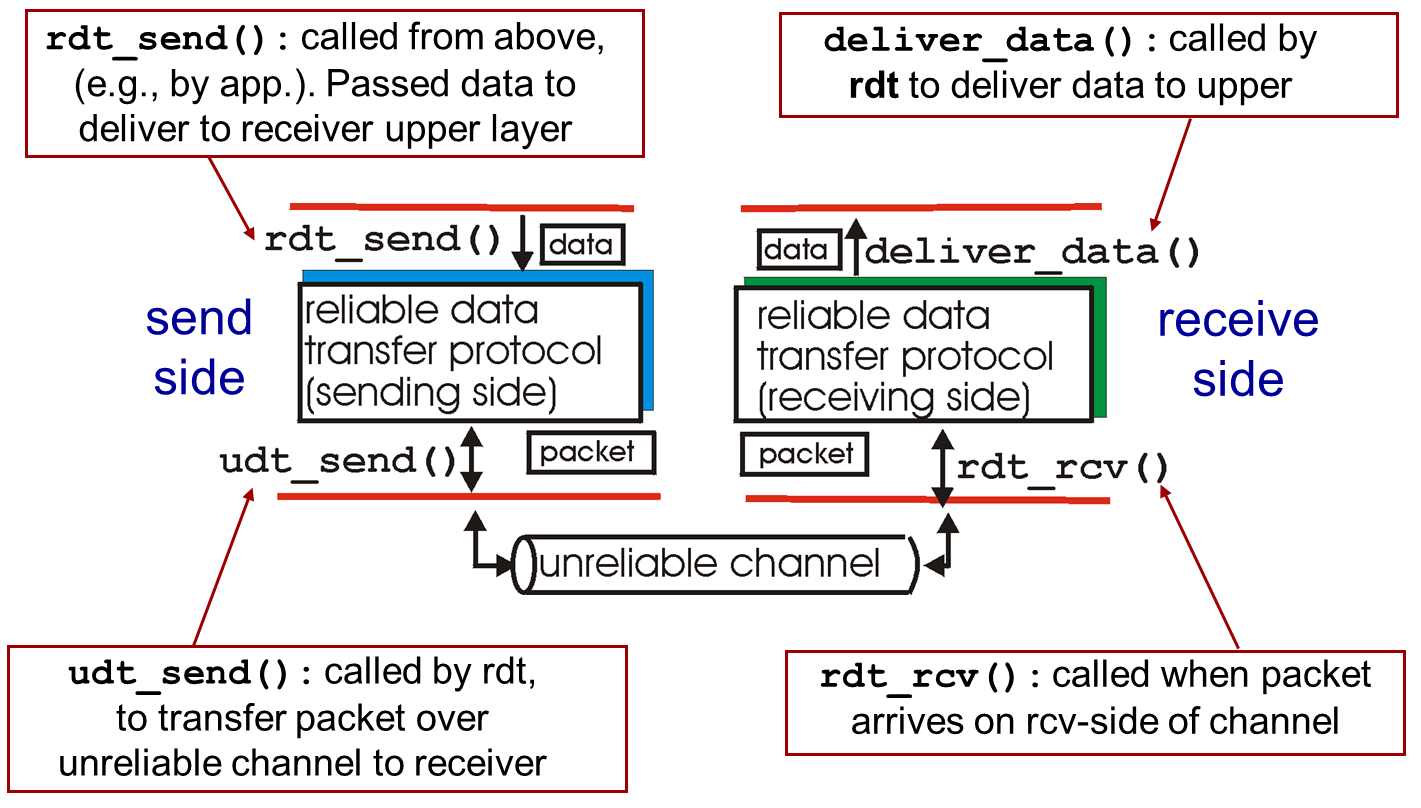 rdt_send(): called from above,
(e.g., by app.). Passed data to
deliver to receiver upper layer
deliver_data(): called by
rdt to deliver data to upper
rdt_send()
data
data
deliver_data()
send
side
reliable data
transfer protocol
(sending side)
reliable data
transfer protocol
(receiving side)
receive
side
udt_send()
packet
packet
rdt_rcv()
unreliable channel
udt_send(): called by rdt,
to transfer packet over
unreliable channel to receiver
rdt_rcv(): called when packet
arrives on rcv-side of channel